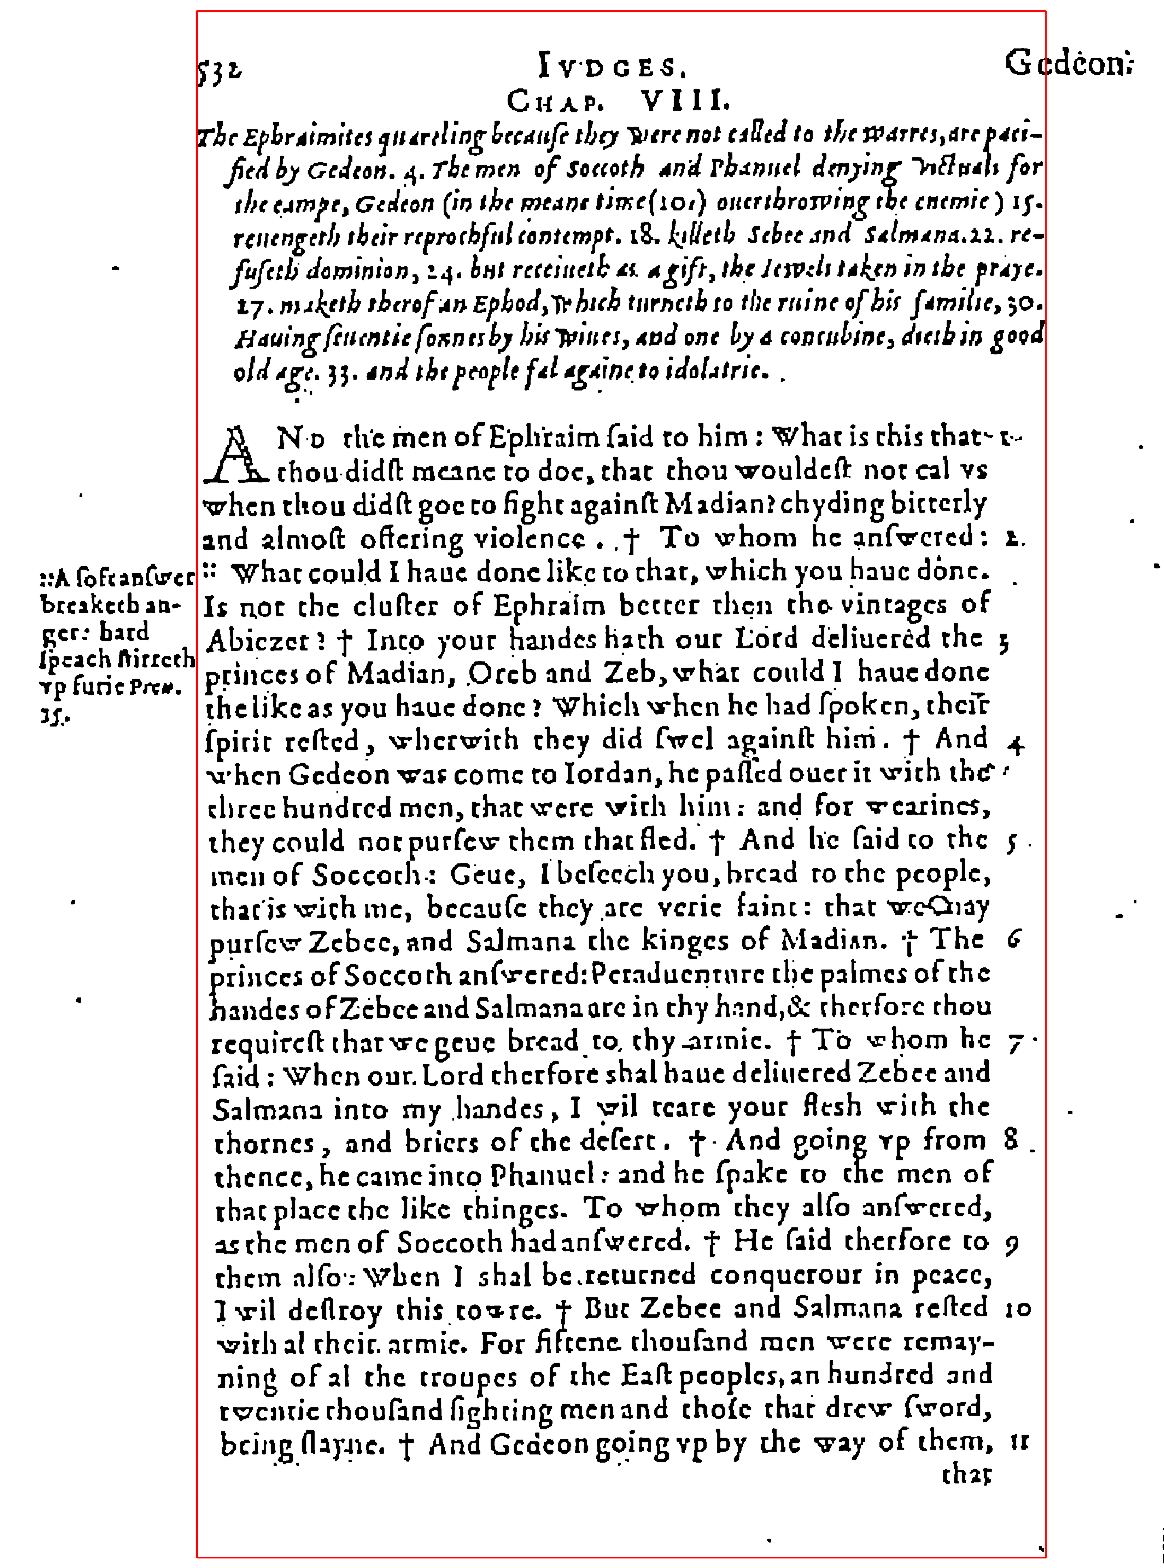 532 IVDGES. Gedeon.
CHAP. VIII.
The Ephraimites quareling becauſe they were not called to the warres, are paci-
fied by Gedeon. 4. The men of Soccoth and Phanuel denying victuals for
the campe, Gedeon (in the meane time (10.) ouerthrowing the enemie) 15.
reuengeth their reprochful contempt. 18. killeth Sebee and Salmana. 22. re-
fuſeth dominion, 24. but receiueth as a gift, the Iewels taken in the praye.
27. maketh therof an Ephod, which turneth to the ruine of his familie, 30.
Hauing ſeuentie ſonnes by his wiues, and one by a concubine, dieth in good
old age. 33. and the people fal againe to idolatrie.
AND the men of Ephraim ſaid to him: What is this that 1
thou didſt meane to doe, that thou wouldeſt not cal vs
when thou didſt goe to fight againſt Madian? chyding bitterly
and almoſt offering violence. † To whom he anſwered: 2.
:: What could I haue done like to that, which you haue done.
Is not the cluſter of Ephraim better then the vintages of
Abiezer? † Into your handes hath our Lord deliuered the 3
princes of Madian, Oreb and Zeb, what could I haue done
the like as you haue done? Which when he had ſpoken, their
ſpirit reſted, wherwith they did ſwel againſt him. † And 4
when Gedeon was come to Iordan, he paſſed ouer it with the
three hundred men, that were with him: and for wearines,
they could not purſew them that fled. † And he ſaid to the 5
men of Soccoth: Geue, I beſeech you, bread to the people,
that is with me, becauſe they are verie faint: that we may
purſew Zebee, and Salmana the kinges of Madian. † The 6
princes of Soccoth anſwered: Peraduenture the palmes of the
handes of Zebee and Salmana are in thy hand, & therfore thou
requireſt that we geue bread to thy armie. † To whom he 7
ſaid: When our Lord therfore shal haue deliuered Zebee and
Salmana into my handes, I wil teare your flesh with the
thornes, and briers of the deſert. † And going vp from 8
thence, he came into Phanuel: and he ſpake to the men of
that place the like thinges. To whom they alſo anſwered,
as the men of Soccoth had anſwered. † He ſaid therfore to 9
them alſo: When I shal be returned conquerour in peace,
I wil deſtroy this towre. † But Zebee and Salmana reſted 10
with al their armie. For fiftene thouſand men were remay-
ning of al the troupes of the Eaſt peoples, an hundred and
twentie thouſand fighting men and thoſe that drew ſword,
being ſlayne. † And Gedeon going vp by the way of them, 11
that
::A ſoft anſwer
breaketh an-
ger: hard
ſpeach ſtirreth
vp furie Prou.
15.